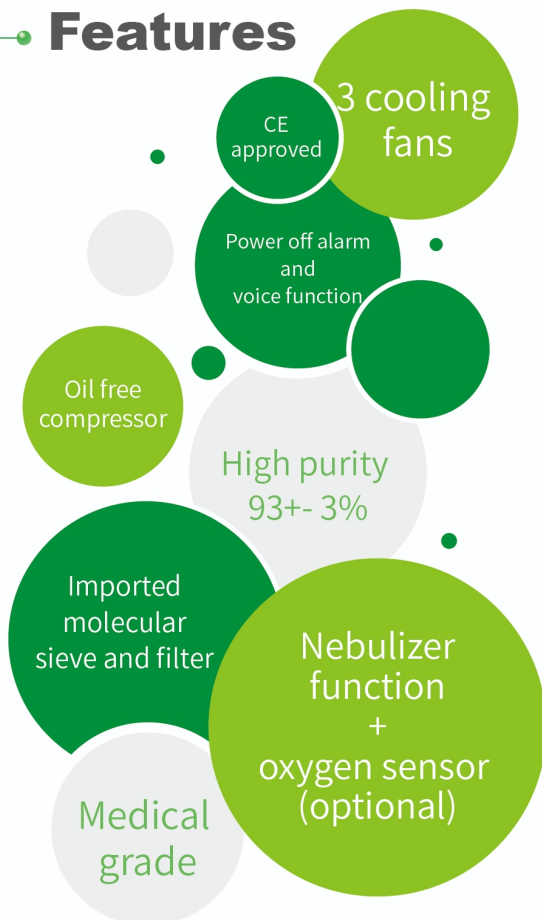 Features
3 cooling
fans
CE
approved
Power off alarm
and
voice function
Oil free
compressor
High purity
93+- 3%
Imported
molecular
sieve and filter
Nebulizer
function
+
oxygen sensor
(optional)
Medical
grade